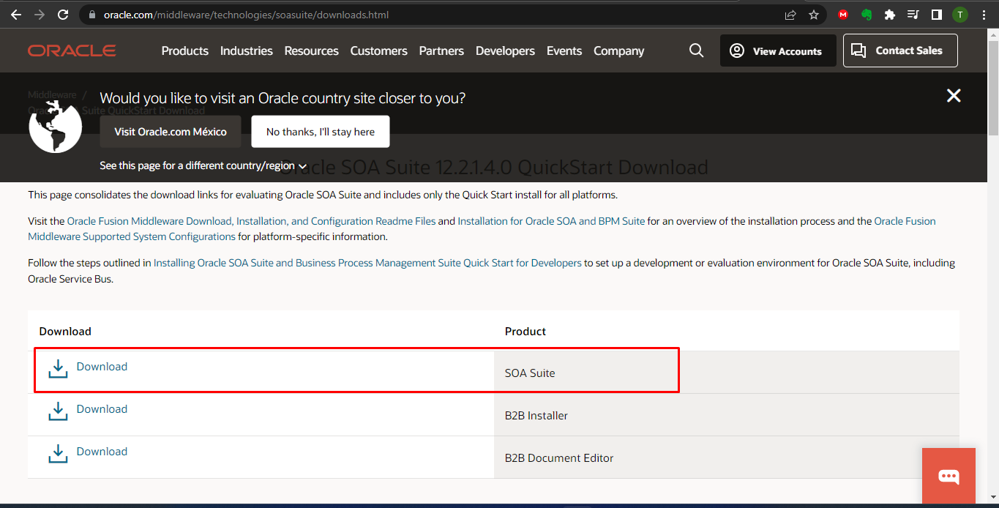 oracle.com/middleware/technologies/soasuite/downloads.html
M
T
ORACLE
Products Industries Resources Customers Partners Developers Events Company
View Accounts
Contact Sales
Middleware /
Would you like to visit an Oracle country site closer to you?
Suite QuickStart Download
Visit Oracle.com México
No thanks, I'll stay here
See this page for a different country/region
Oracle SOA Suite 12.2.1.4.0 QuickStart Download
This page consolidates the download links for evaluating Oracle SOA Suite and includes only the Quick Start install for all platforms.
Visit the Oracle Fusion Middleware Download, Installation, and Configuration Readme Files and Installation for Oracle SOA and BPM Suite for an overview of the installation process and the Oracle Fusion
Middleware Supported System Configurations for platform-specific information.
Follow the steps outlined in Installing Oracle SOA Suite and Business Process Management Suite Quick Start for Developers to set up a development or evaluation environment for Oracle SOA Suite, including
Oracle Service Bus.
Download Product
Download SOA Suite
Download B2B Installer
Download B2B Document Editor